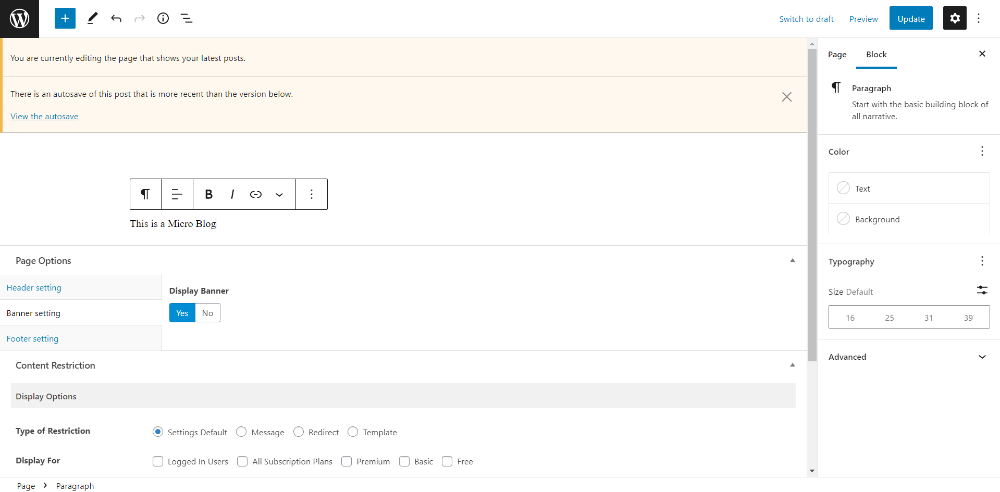 Switch to draft Preview Update
You are currently editing the page that shows your latest posts.
There is an autosave of this post that is more recent than the version below.
View the autosave
B I
This is a Micro Blog
Page Options
Header setting
Banner setting
Footer setting
Display Banner
Yes No
Content Restriction
Display Options
Type of Restriction Settings Default Message Redirect Template
Display For Logged In Users All Subscription Plans Premium Basic Free
Page Block
Paragraph
Start with the basic building block of
all narrative.
Color
Text
Background
Typography
Size Default
16 25 31 39
Advanced
Page > Paragraph